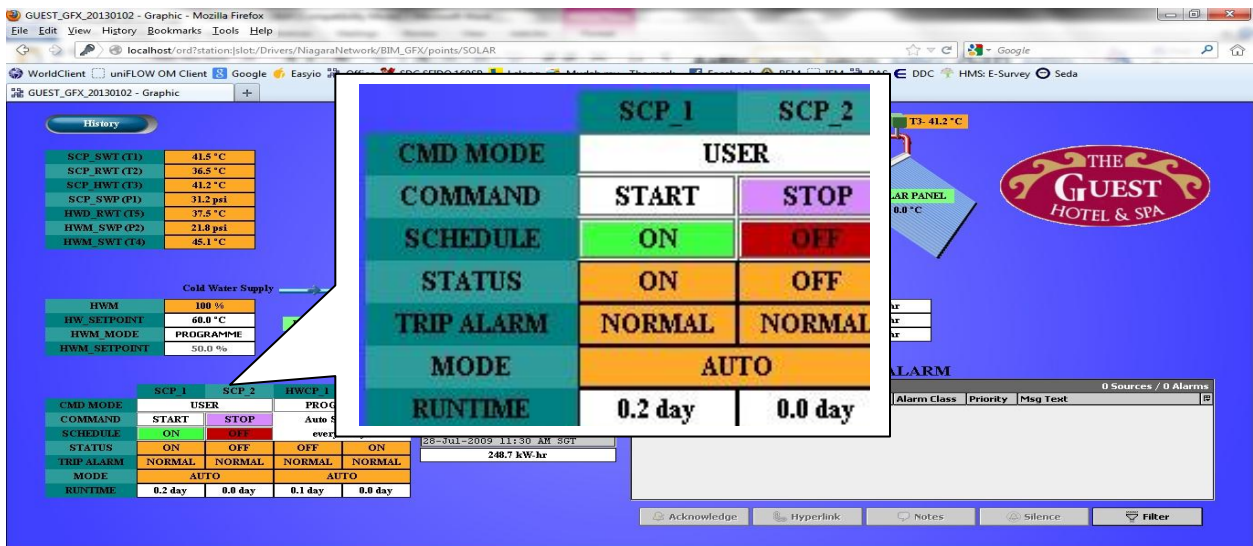 GUEST_GFX_20130102 - Graphic - Mozilla Firefox
File Edit View History Bookmarks Tools Help
localhost/ord?station:|slot:/Drivers/NiagaraNetwork/BIM_GFX/points/SOLAR
Google
WorldClient uniFLOW OM Client Google Easyio
BAS DDC HMS: E-Survey Seda
GUEST_GFX_20130102 - Graphic
History
T3- 41.2 °C
SCP_SWT (T1) 41.5 °C
SCP_RWT (T2) 36.5 °C
SCP_HWT (T3) 41.2 °C
SCP_SWP (P1) 31.2 psi
HWD_RWT (T5) 37.5 °C
HWM_SWP (P2) 21.8 psi
HWM_SWT (T4) 45.1 °C
LAR PANEL
0.0 °C
THE
GUEST
HOTEL & SPA
Cold Water Supply
HWM 100 %
HW_SETPOINT 60.0 °C
HWM_MODE PROGRAMME
HWM_SETPOINT 50.0 %
SCP_1 SCP_2
CMD MODE USER
COMMAND START STOP
SCHEDULE ON OFF
STATUS ON OFF
TRIP ALARM NORMAL NORMAL
MODE AUTO
RUNTIME 0.2 day 0.0 day
hr
hr
hr
SCP_1 SCP_2 HWCP_1
CMD MODE USER PROG
COMMAND START STOP Auto S
SCHEDULE ON OFF every
STATUS ON OFF OFF ON
TRIP ALARM NORMAL NORMAL NORMAL NORMAL
MODE AUTO AUTO
RUNTIME 0.2 day 0.0 day 0.1 day 0.0 day
28-Jul-2009 11:30 AM SGT
248.7 kW-hr
ALARM
0 Sources / 0 Alarms
Alarm Class Priority Msg Text
Acknowledge Hyperlink Notes Silence Filter